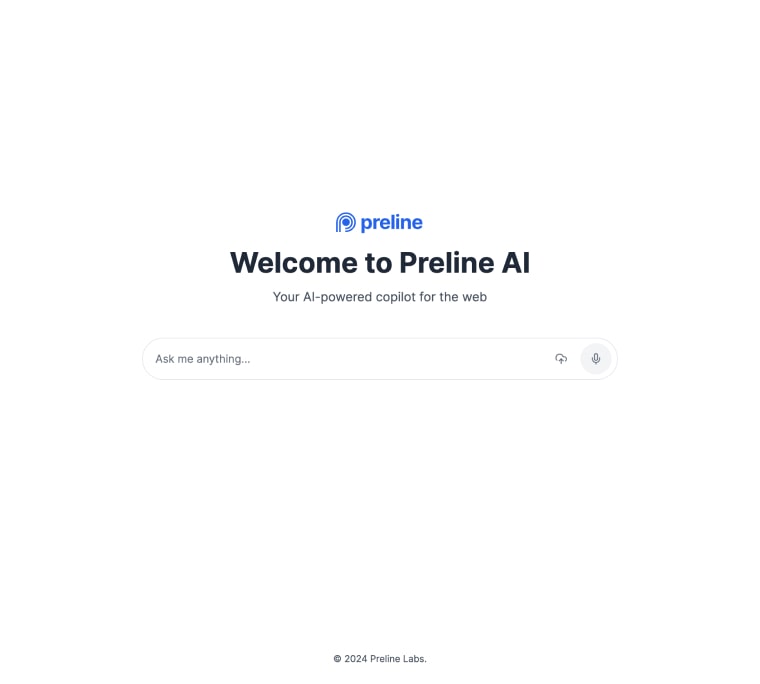 preline
Welcome to Preline AI
Your AI-powered copilot for the web
Ask me anything...
© 2024 Preline Labs.